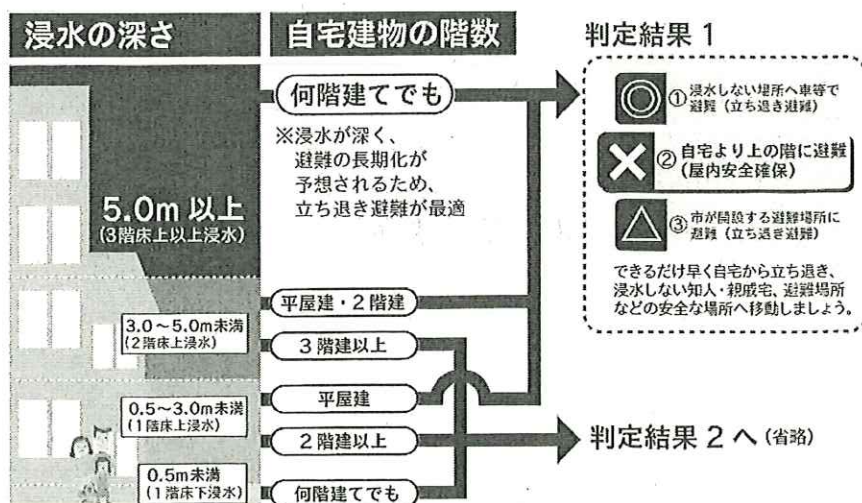 浸水の深さ
自宅建物の階数
判定結果1
5.0m以上
(3階床上以上浸水)
3.0～5.0m未満
(2階床上浸水)
0.5～3.0m未満
(1階床上浸水)
0.5m未満
(1階床下浸水)
何階建てでも
※浸水が深く、
避難の長期化が
予想されるため、
立ち退き避難が最適
平屋建・2階建
3階建以上
平屋建
2階建以上
何階建てでも
①浸水しない場所へ車等で
避難(立ち退き避難)
②自宅より上の階に避難
(屋内安全確保)
③市が開設する避難場所に
避難(立ち退き避難)
できるだけ早く自宅から立ち退き、
浸水しない知人・親戚宅、避難場所
などの安全な場所へ移動しましょう。
判定結果2へ(省略)